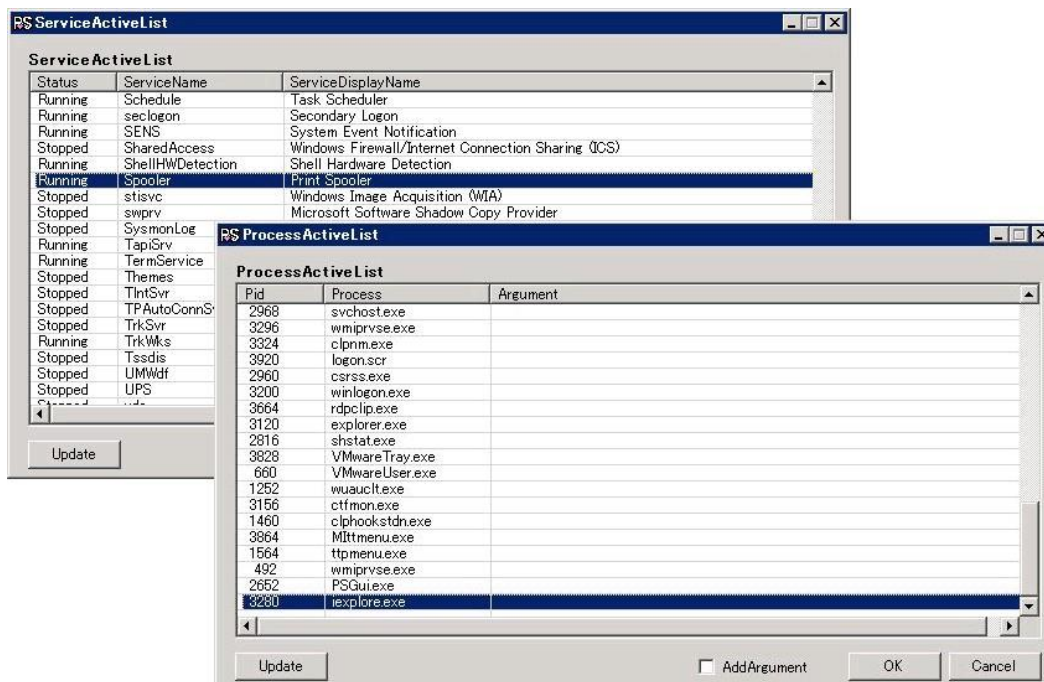 RS ServiceActiveList
ServiceActiveList
Status ServiceName ServiceDisplayName
Running Schedule Task Scheduler
Running seclogon Secondary Logon
Running SENS System Event Notification
Stopped SharedAccess Windows Firewall/Internet Connection Sharing (ICS)
Running ShellHWDetection Shell Hardware Detection
Running Spooler Print Spooler
Stopped stisvc Windows Image Acquisition (WIA)
Stopped swprv Microsoft Software Shadow Copy Provider
Stopped SysmonLog
Running TapiSrv
Running TermService
Stopped Themes
Stopped TlntSvr
Stopped TPAutoConnS
Stopped TrkSvr
Running TrkWks
Stopped Tssdis
Stopped UMWdf
Stopped UPS
Update
RS ProcessActiveList
ProcessActiveList
Pid Process Argument
2968 svchost.exe
3296 wmiprvse.exe
3324 clpnm.exe
3920 logon.scr
2960 csrss.exe
3200 winlogon.exe
3664 rdpclip.exe
3120 explorer.exe
2816 shstat.exe
3828 VMwareTray.exe
660 VMwareUser.exe
1252 wuauclt.exe
3156 ctfmon.exe
1460 clphookstdn.exe
3864 MIttmenu.exe
1564 ttpmenu.exe
492 wmiprvse.exe
2652 PSGui.exe
3280 iexplore.exe
Update AddArgument OK Cancel